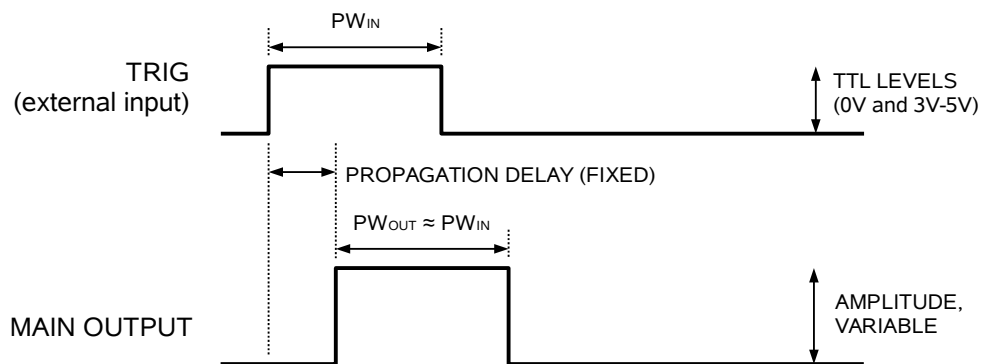 PWIN
TRIG
(external input)
TTL LEVELS
(0V and 3V-5V)
PROPAGATION DELAY (FIXED)
PWOUT ≈ PWIN
MAIN OUTPUT
AMPLITUDE,
VARIABLE